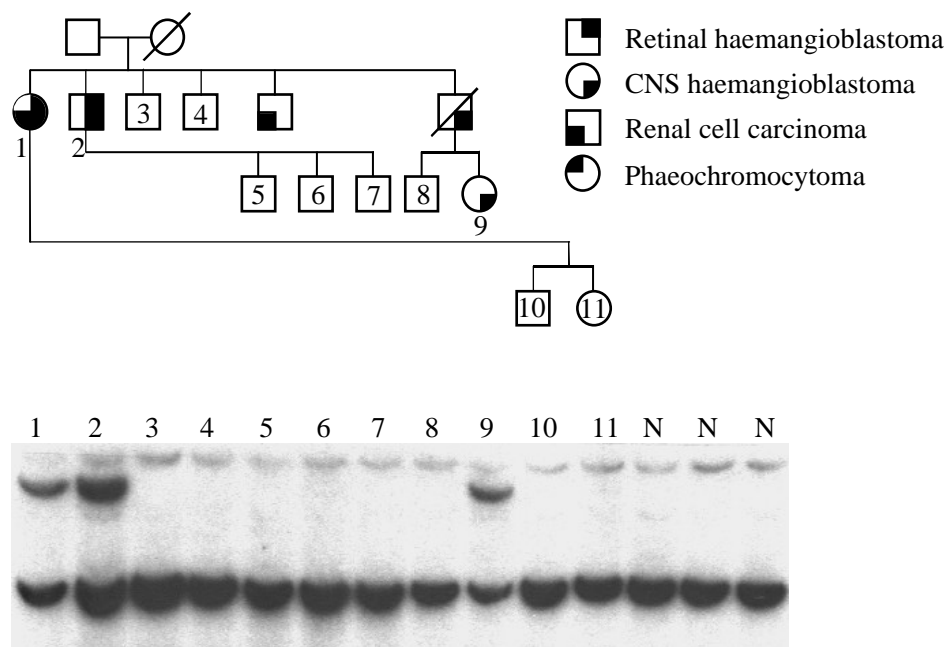 Retinal haemangioblastoma
CNS haemangioblastoma
Renal cell carcinoma
Phaeochromocytoma
3 4
1 2
5 6 7 8
9
10 11
1 2 3 4 5 6 7 8 9 10 11 N N N